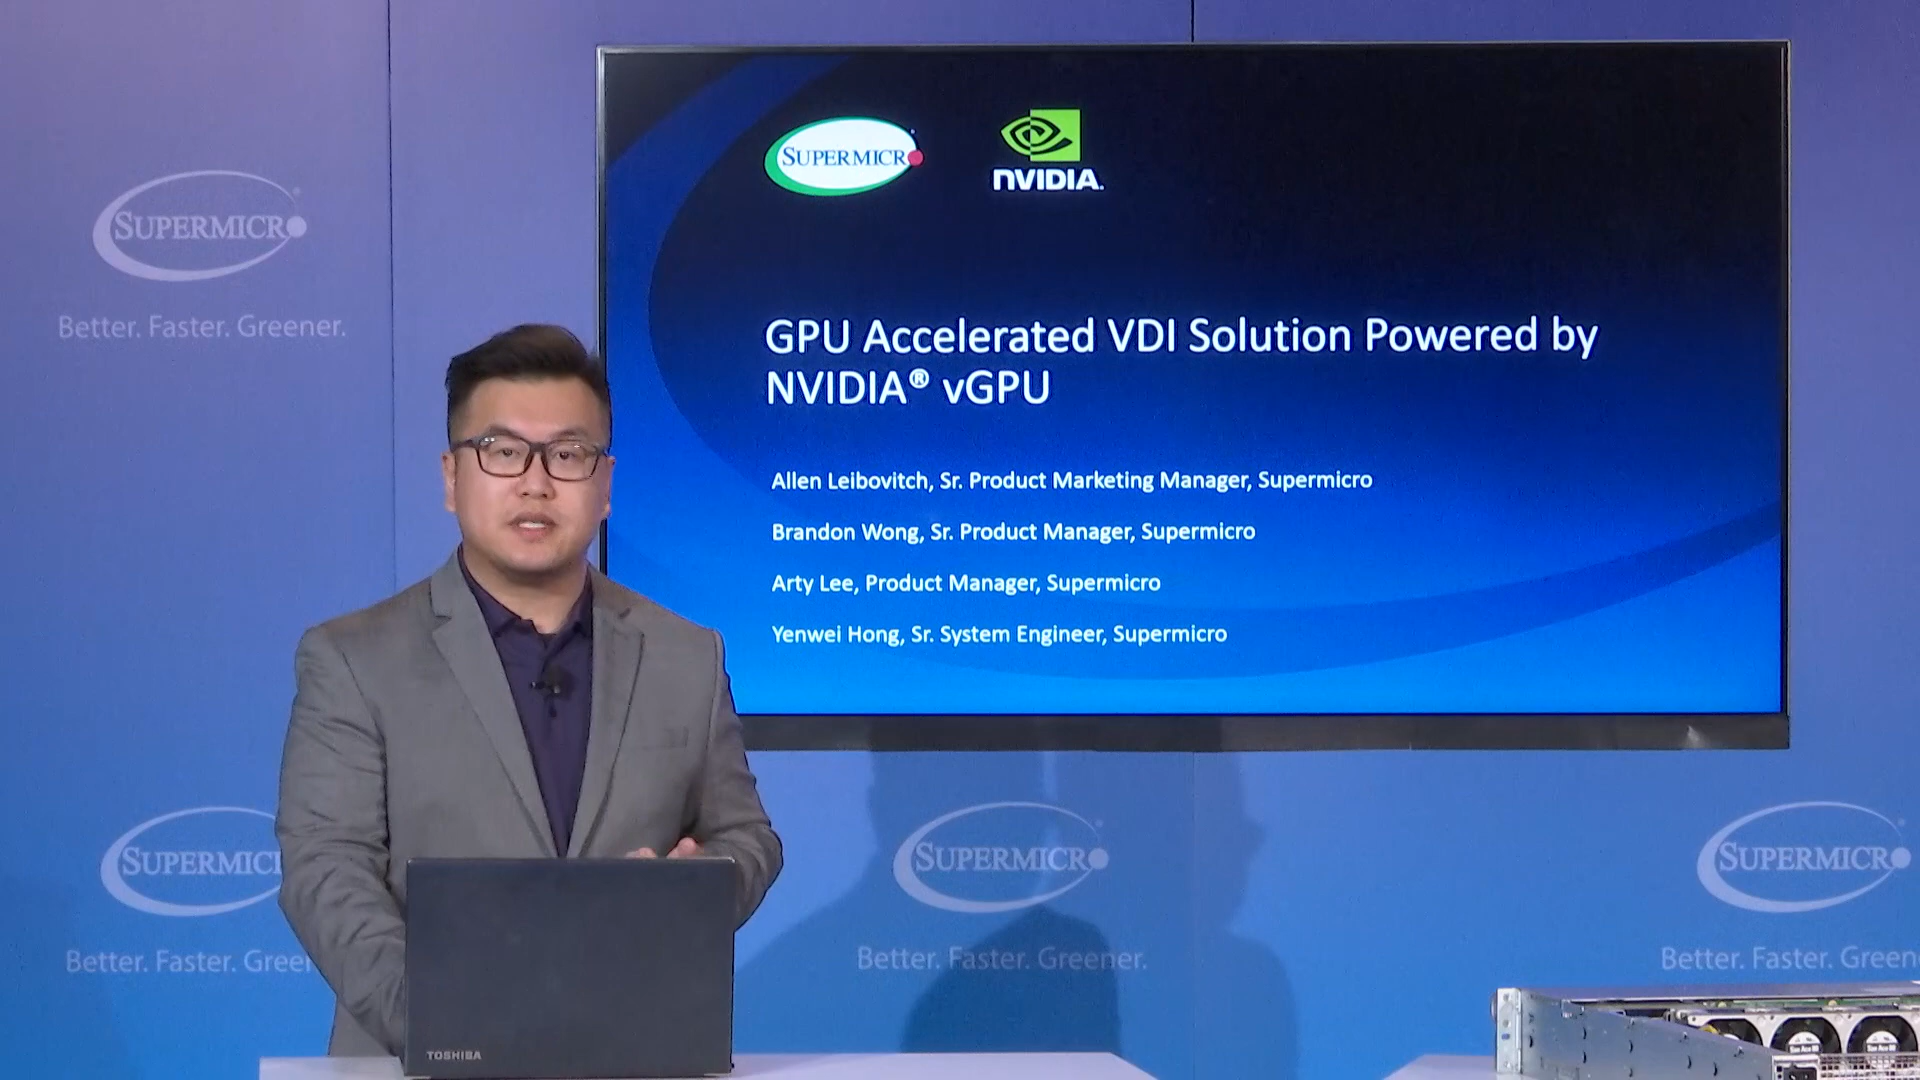 SUPERMICRO
NVIDIA.
GPU Accelerated VDI Solution Powered by
NVIDIA® vGPU
Allen Leibovitch, Sr. Product Marketing Manager, Supermicro
Brandon Wong, Sr. Product Manager, Supermicro
Arty Lee, Product Manager, Supermicro
Yenwei Hong, Sr. System Engineer, Supermicro
SUPERMICRO
Better. Faster. Greener.
SUPERMICR
Better. Faster. Greener
SUPERMICRO
Better. Faster. Greener.
SUPERMICRO
Better. Faster. Green
TOSHIBA